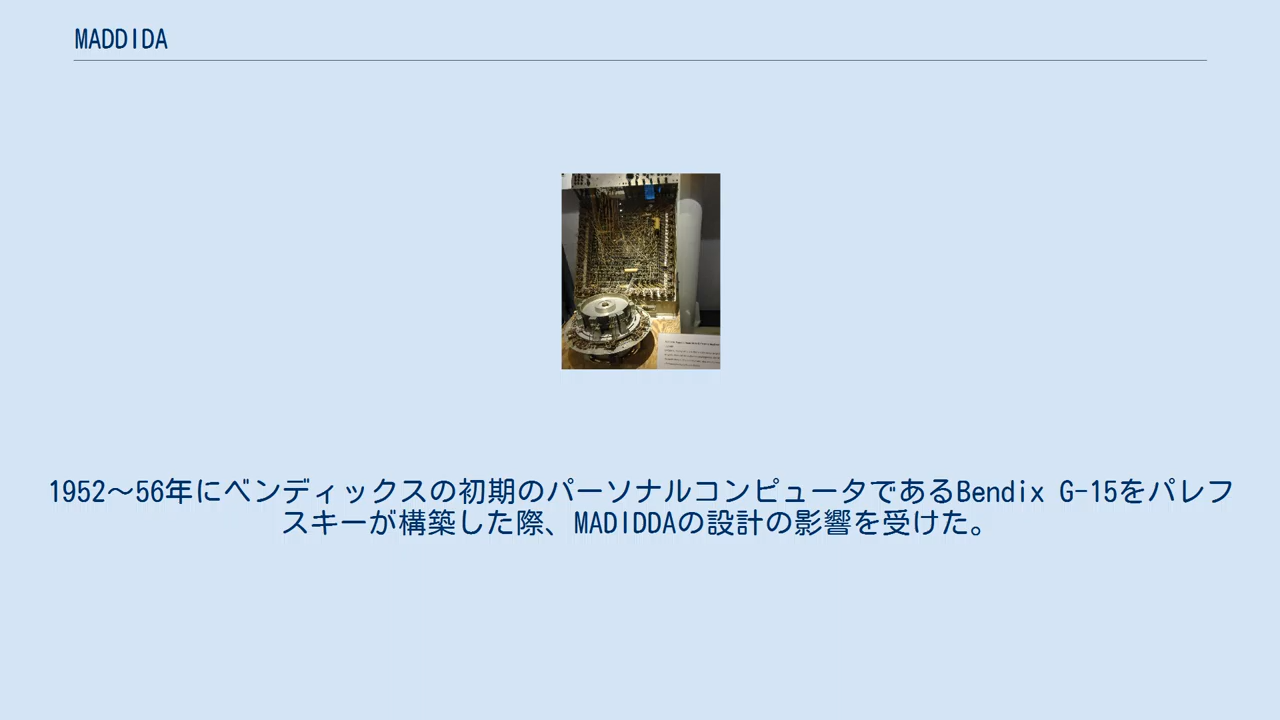 MADDIDA
1952～56年にベンディックスの初期のパーソナルコンピュータであるBendix G-15をパレフ
スキーが構築した際、MADIDDAの設計の影響を受けた。